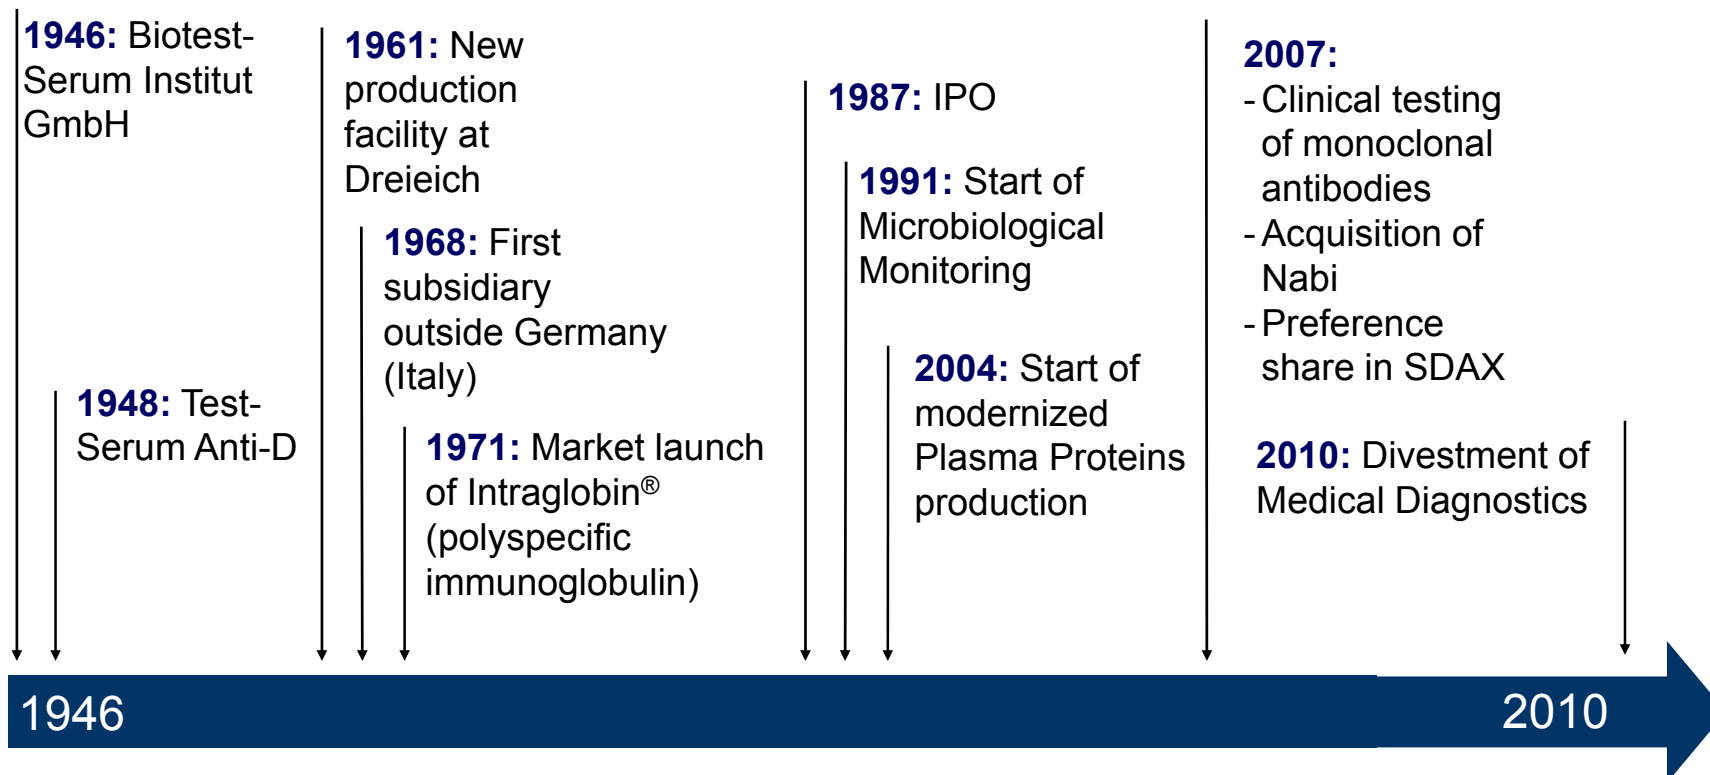 1946: Biotest-
Serum Institut
GmbH
1948: Test-
Serum Anti-D
1961: New
production
facility at
Dreieich
1968: First
subsidiary
outside Germany
(Italy)
1971: Market launch
of Intraglobin®
(polyspecific
immunoglobulin)
1987: IPO
1991: Start of
Microbiological
Monitoring
2004: Start of
modernized
Plasma Proteins
production
2007:
- Clinical testing
of monoclonal
antibodies
- Acquisition of
Nabi
- Preference
share in SDAX
2010: Divestment of
Medical Diagnostics
1946
2010